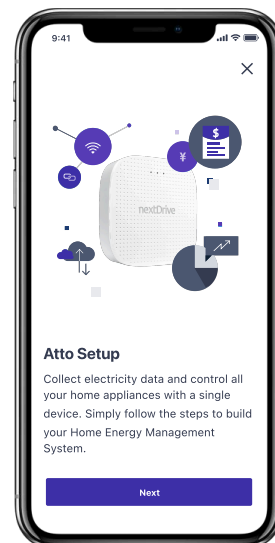 9:41
¥
$
nextDrive
Atto Setup
Collect electricity data and control all
your home appliances with a single
device. Simply follow the steps to build
your Home Energy Management
System.
Next